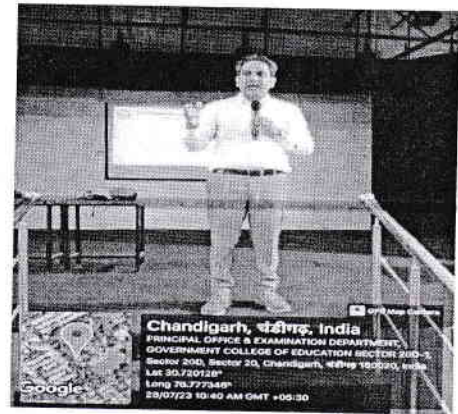 GPS Map Camera
Chandigarh, चंडीगढ़, India
PRINCIPAL OFFICE & EXAMINATION DEPARTMENT,
GOVERNMENT COLLEGE OF EDUCATION SECTOR 20D-1,
Sector 20D, Sector 20, Chandigarh, चंडीगढ़ 160020, India
Lat 30.720128°
Long 76.777346°
28/07/23 10:40 AM GMT +05:30
Google